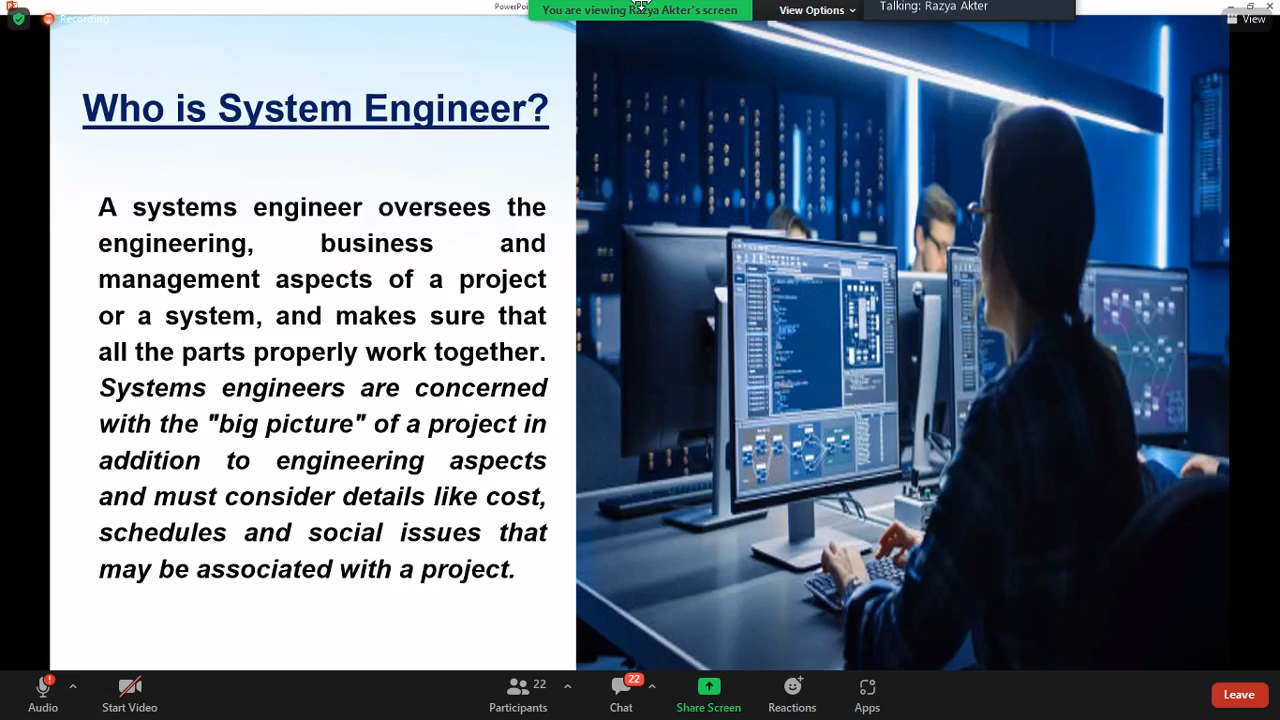 PowerPoi
You are viewing Razya Akter's screen
View Options
Talking: Razya Akter
Recording
View
Who is System Engineer?
A systems engineer oversees the
engineering, business and
management aspects of a project
or a system, and makes sure that
all the parts properly work together.
Systems engineers are concerned
with the "big picture" of a project in
addition to engineering aspects
and must consider details like cost,
schedules and social issues that
may be associated with a project.
Audio
Start Video
22
Participants
22
Chat
Share Screen
Reactions
Apps
Leave